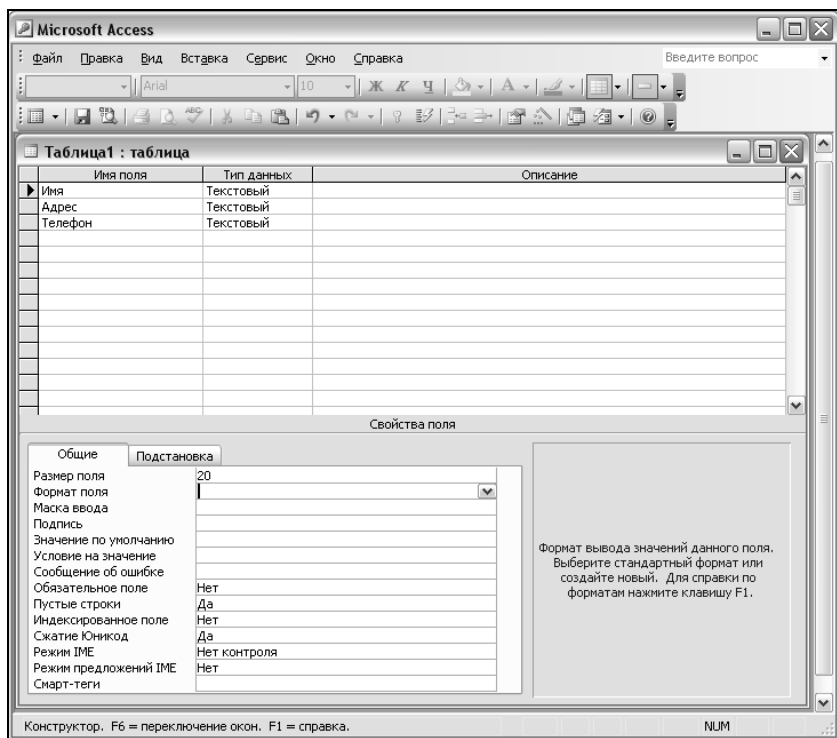 Microsoft Access
Файл Правка Вид Вставка Сервис Окно Справка Введите вопрос
Arial 10 Ж К Ч A
ABC
Таблица1 : таблица
Имя поля Тип данных Описание
Имя Текстовый
Адрес Текстовый
Телефон Текстовый
Свойства поля
Общие Подстановка
Размер поля 20
Формат поля
Маска ввода
Подпись
Значение по умолчанию
Условие на значение
Сообщение об ошибке
Обязательное поле Нет
Пустые строки Да
Индексированное поле Нет
Сжатие Юникод Да
Режим IME Нет контроля
Режим предложений IME Нет
Смарт-теги
Формат вывода значений данного поля.
Выберите стандартный формат или
создайте новый. Для справки по
форматам нажмите клавишу F1.
Конструктор. F6 = переключение окон. F1 = справка. NUM